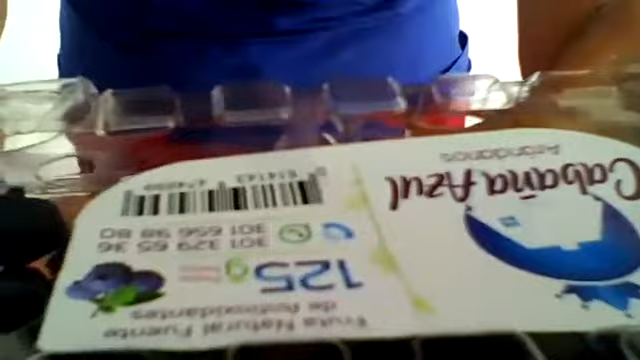 Cabaña Azul
Arándanos
Fruta Natural Fuente
de Antioxidantes
125g
301 329 65 36
301 656 98 80